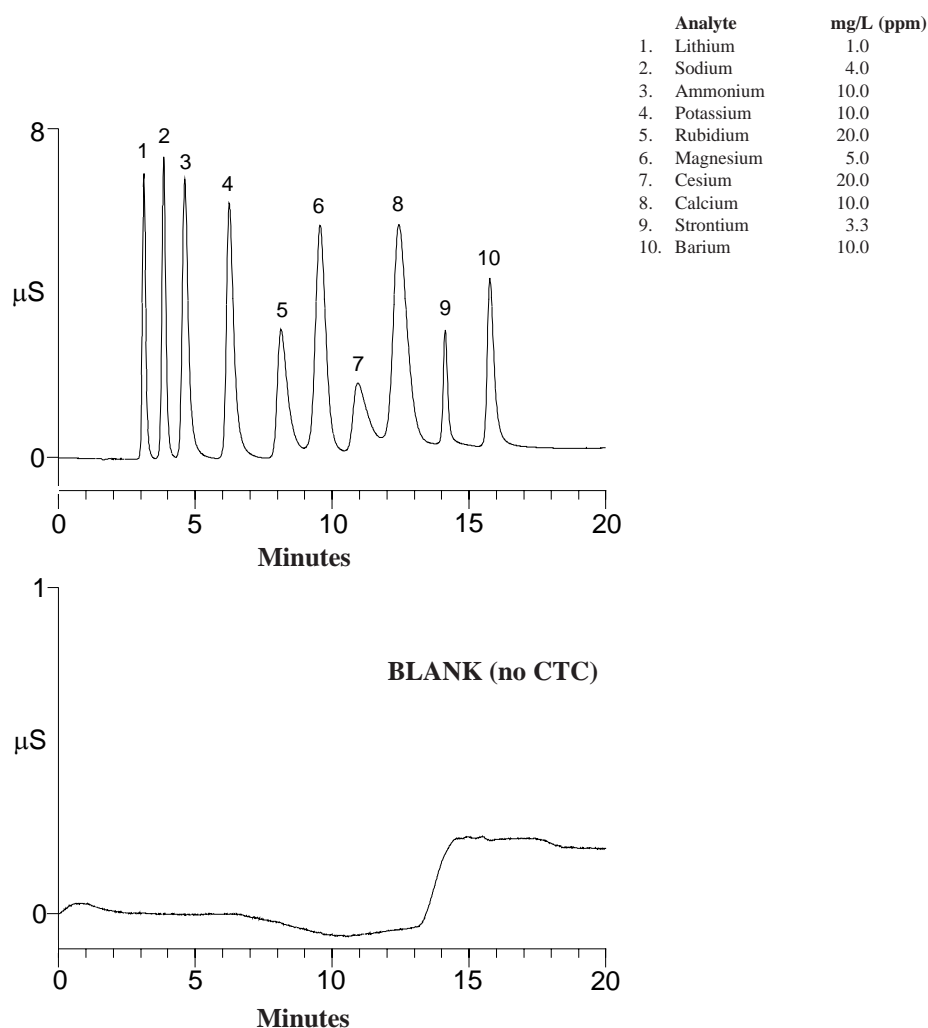 Analyte mg/L (ppm)
1. Lithium 1.0
2. Sodium 4.0
3. Ammonium 10.0
4. Potassium 10.0
5. Rubidium 20.0
6. Magnesium 5.0
7. Cesium 20.0
8. Calcium 10.0
9. Strontium 3.3
10. Barium 10.0
8
1
2
3
4
5
6
7
8
9
10
μS
0
0 5 10 15 20
Minutes
1
BLANK (no CTC)
μS
0
0 5 10 15 20
Minutes